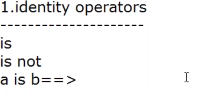 1.identity operators
---------------------
is
is not
a is b==>